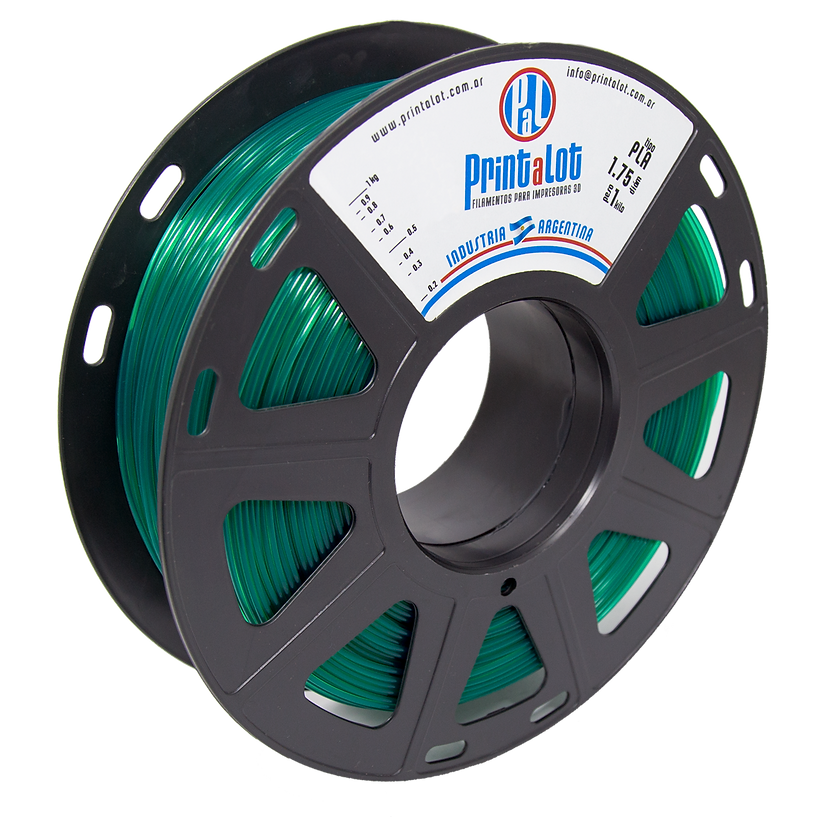 www.printalot.com.ar
PaL
info@printalot.com.ar
PrintaLot
FILAMENTOS PARA IMPRESORAS 3D
INDUSTRIA ARGENTINA
tipo
PLA
1.75
peso
1 kilo
1 kg
0.9
0.8
0.7
0.6
0.5
0.4
0.3
0.2